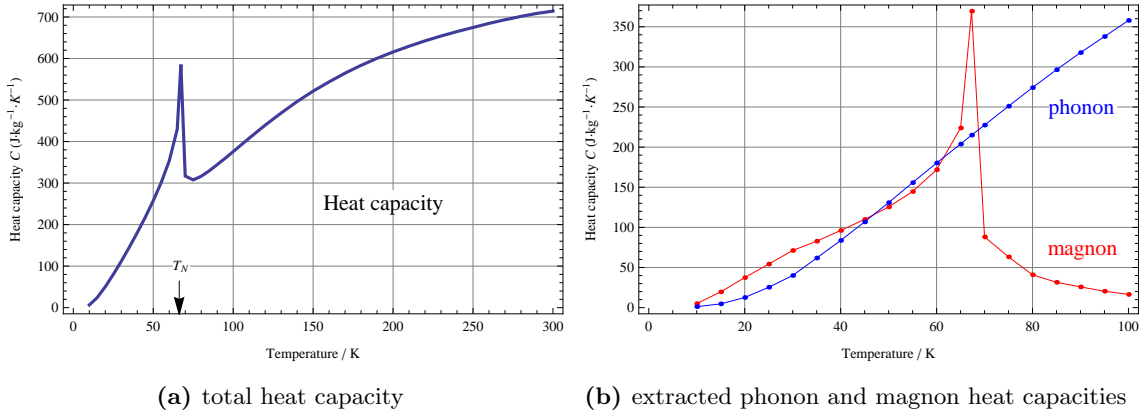 Heat capacity C (J·kg⁻¹·K⁻¹)
700
600
500
400
300
200
100
0
Heat capacity
T_N
0 50 100 150 200 250 300
Temperature / K
(a) total heat capacity
Heat capacity C (J·kg⁻¹·K⁻¹)
350
300
250
200
150
100
50
0
phonon
magnon
0 20 40 60 80 100
Temperature / K
(b) extracted phonon and magnon heat capacities